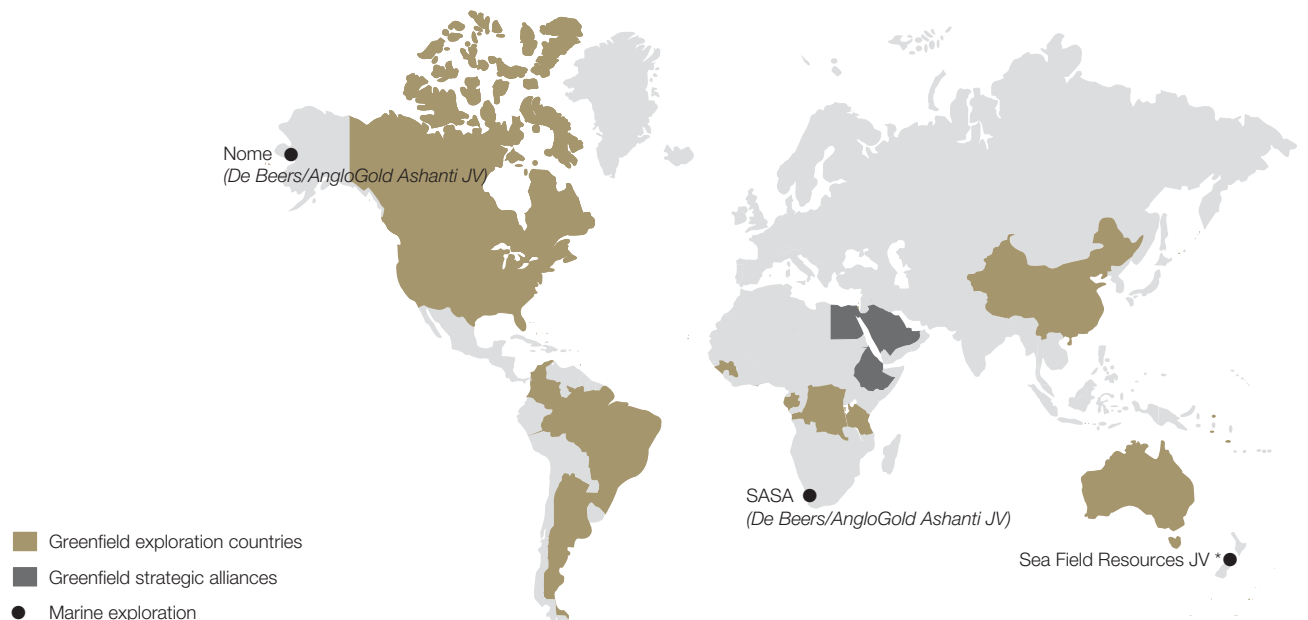 Nome
(De Beers/AngloGold Ashanti JV)
SASA
(De Beers/AngloGold Ashanti JV)
Sea Field Resources JV *
Greenfield exploration countries
Greenfield strategic alliances
Marine exploration